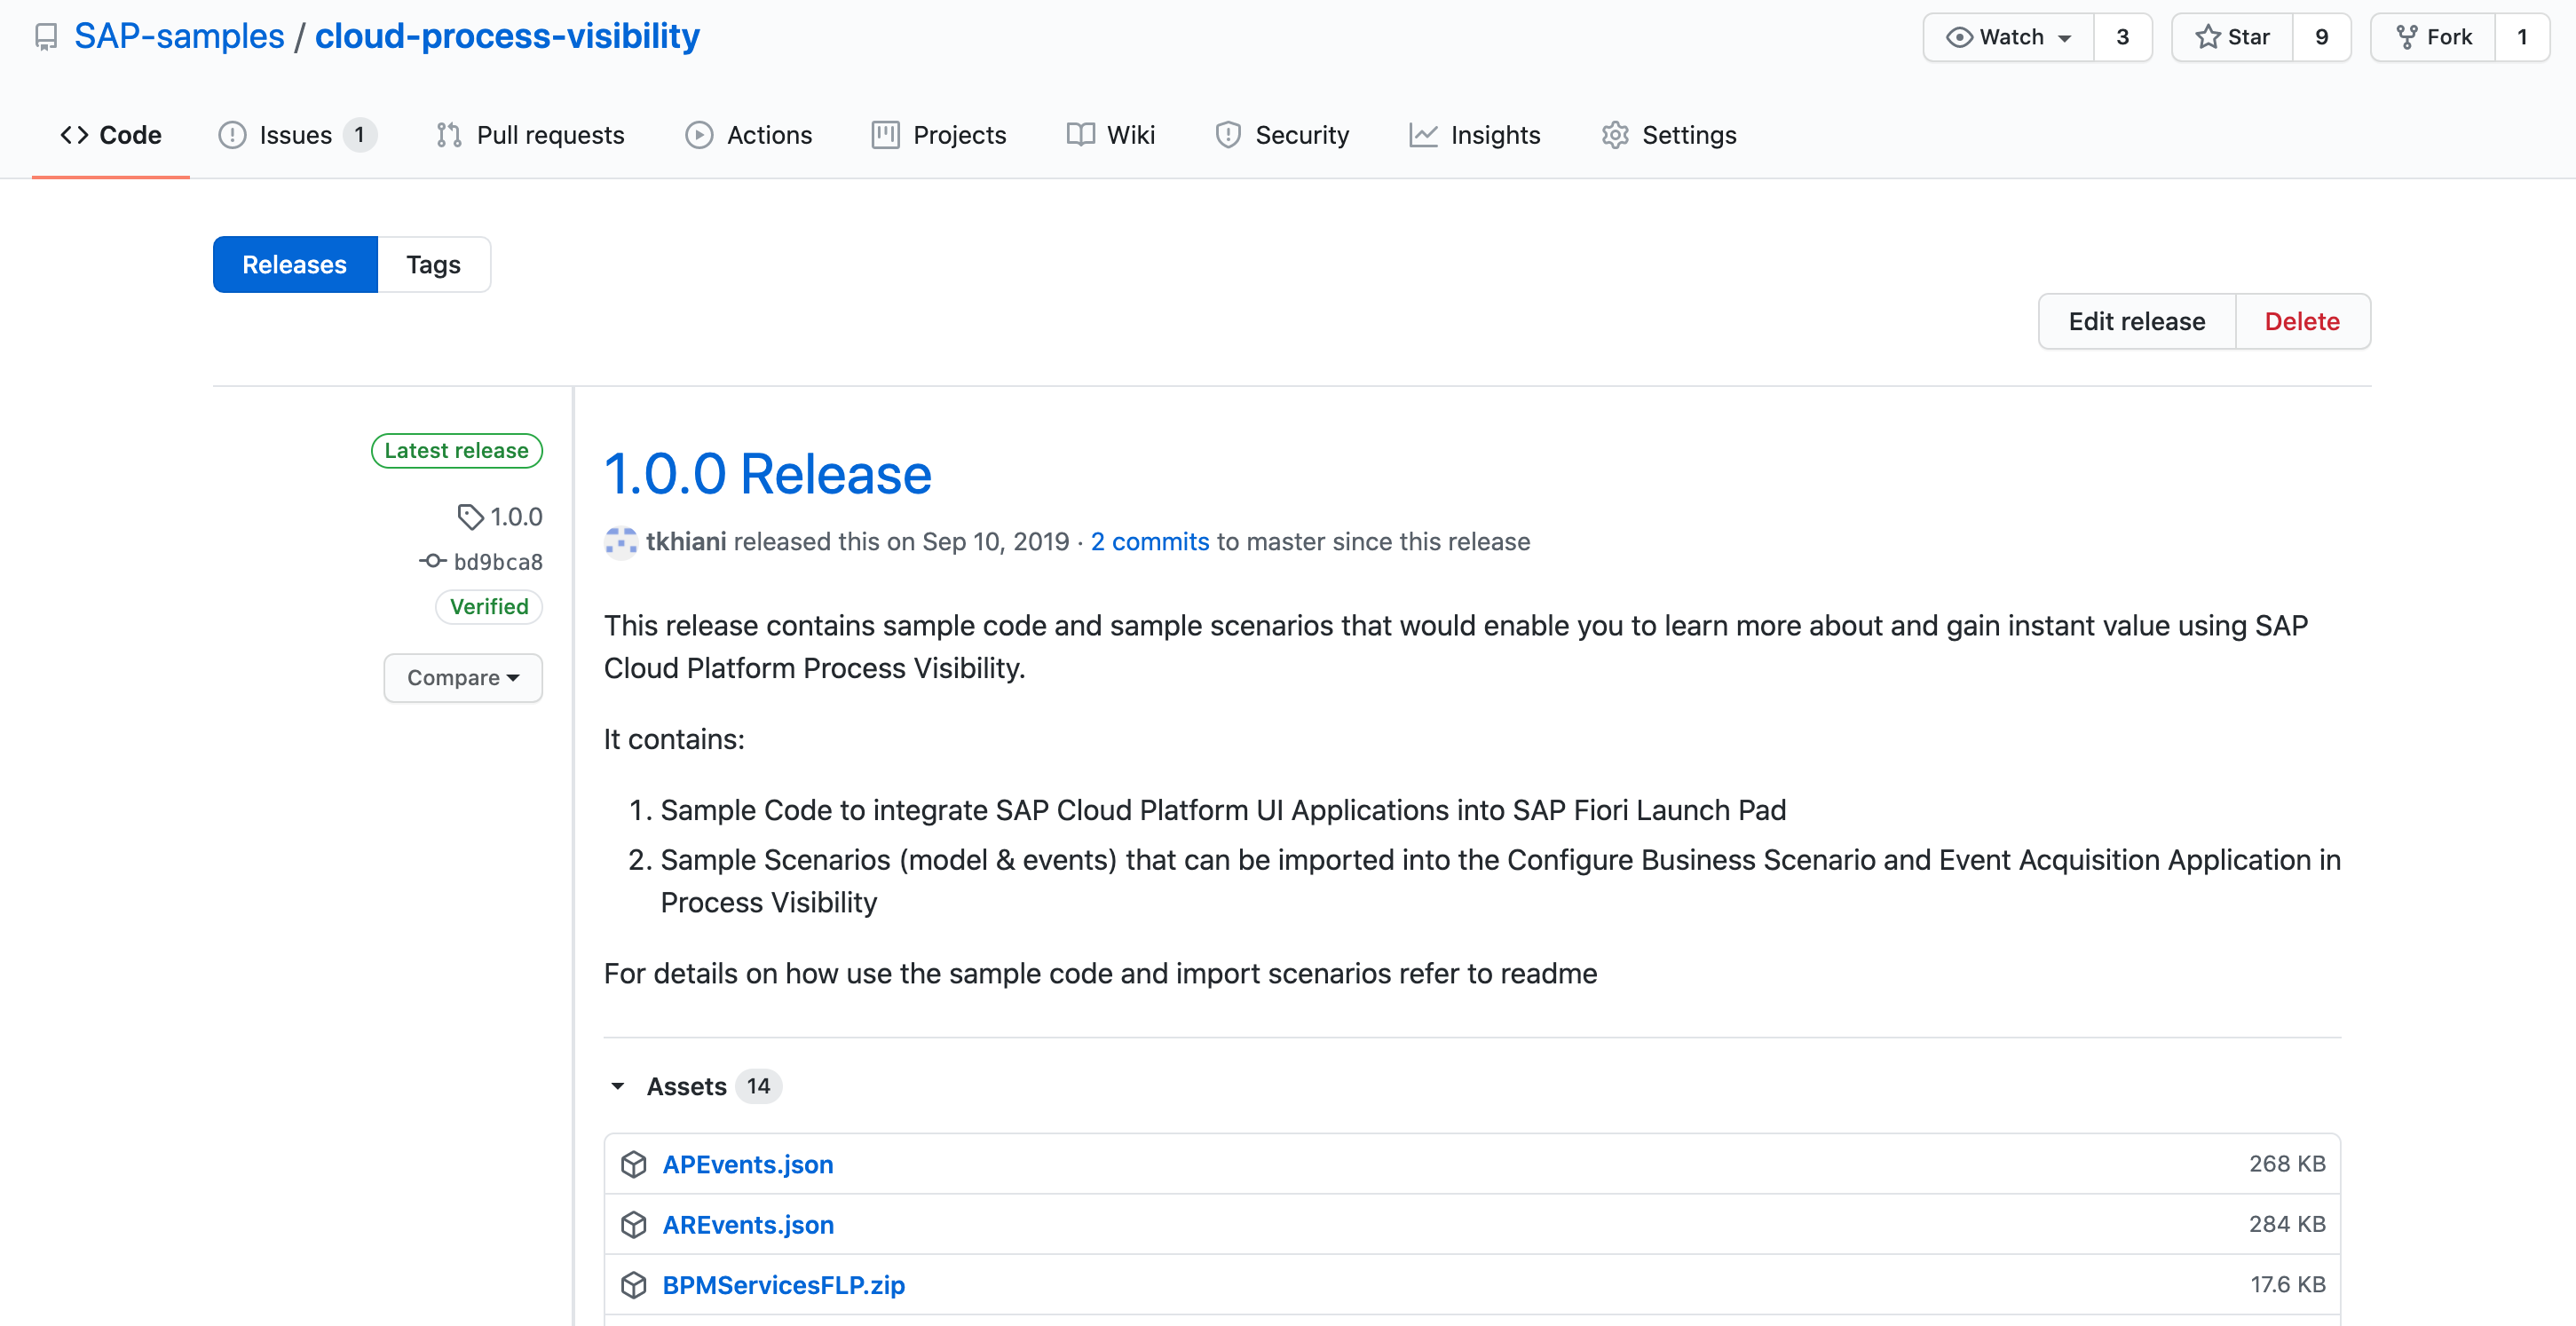 SAP-samples / cloud-process-visibility
Watch 3 Star 9 Fork 1
Code Issues 1 Pull requests Actions Projects Wiki Security Insights Settings
Releases Tags
Edit release Delete
Latest release
1.0.0
bd9bca8
Verified
Compare
1.0.0 Release
tkhiani released this on Sep 10, 2019 · 2 commits to master since this release
This release contains sample code and sample scenarios that would enable you to learn more about and gain instant value using SAP
Cloud Platform Process Visibility.
It contains:
1. Sample Code to integrate SAP Cloud Platform UI Applications into SAP Fiori Launch Pad
2. Sample Scenarios (model & events) that can be imported into the Configure Business Scenario and Event Acquisition Application in
Process Visibility
For details on how use the sample code and import scenarios refer to readme
Assets 14
APEvents.json 268 KB
AREvents.json 284 KB
BPMServicesFLP.zip 17.6 KB